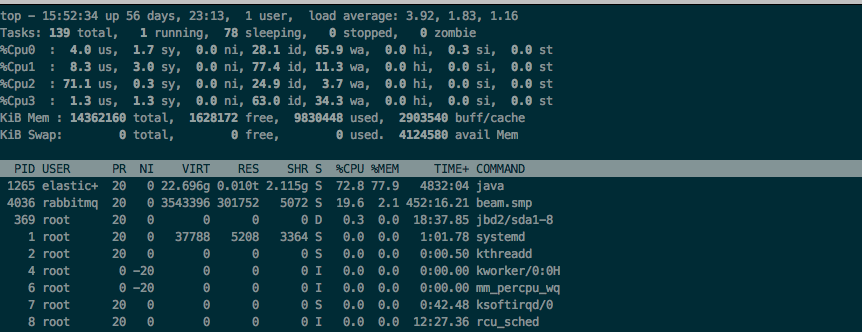 top - 15:52:34 up 56 days, 23:13,  1 user,  load average: 3.92, 1.83, 1.16
Tasks: 139 total,   1 running,  78 sleeping,   0 stopped,   0 zombie
%Cpu0  :  4.0 us,  1.7 sy,  0.0 ni, 28.1 id, 65.9 wa,  0.0 hi,  0.3 si,  0.0 st
%Cpu1  :  8.3 us,  3.0 sy,  0.0 ni, 77.4 id, 11.3 wa,  0.0 hi,  0.0 si,  0.0 st
%Cpu2  : 71.1 us,  0.3 sy,  0.0 ni, 24.9 id,  3.7 wa,  0.0 hi,  0.0 si,  0.0 st
%Cpu3  :  1.3 us,  1.3 sy,  0.0 ni, 63.0 id, 34.3 wa,  0.0 hi,  0.0 si,  0.0 st
KiB Mem : 14362160 total,  1628172 free,  9830448 used,  2903540 buff/cache
KiB Swap:        0 total,        0 free,        0 used.  4124580 avail Mem
PID USER      PR  NI    VIRT    RES    SHR S  %CPU %MEM     TIME+ COMMAND
1265 elastic+  20   0 22.696g 0.010t 2.115g S  72.8 77.9   4832:04 java
4036 rabbitmq  20   0 3543396 301752   5072 S  19.6  2.1 452:16.21 beam.smp
369 root      20   0       0      0      0 D   0.3  0.0  18:37.85 jbd2/sda1-8
1 root      20   0   37788   5208   3364 S   0.0  0.0   1:01.78 systemd
2 root      20   0       0      0      0 S   0.0  0.0   0:00.50 kthreadd
4 root       0 -20       0      0      0 I   0.0  0.0   0:00.00 kworker/0:0H
6 root       0 -20       0      0      0 I   0.0  0.0   0:00.00 mm_percpu_wq
7 root      20   0       0      0      0 S   0.0  0.0   0:42.48 ksoftirqd/0
8 root      20   0       0      0      0 I   0.0  0.0  12:27.36 rcu_sched